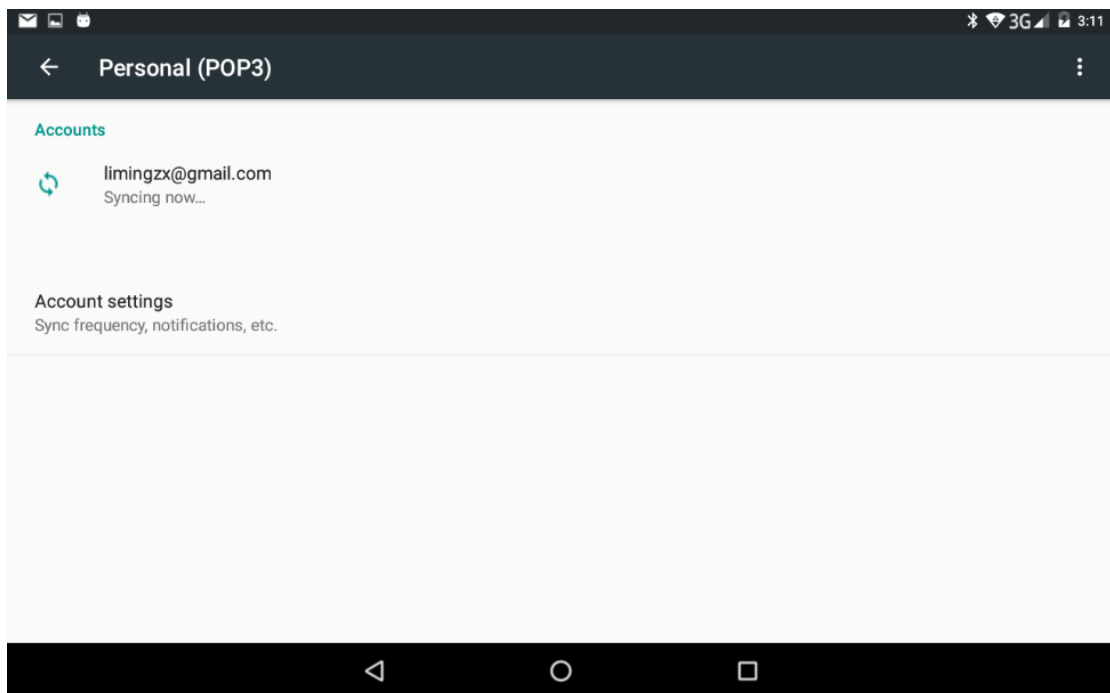 3G 3:11
Personal (POP3)
Accounts
limingzx@gmail.com
Syncing now...
Account settings
Sync frequency, notifications, etc.